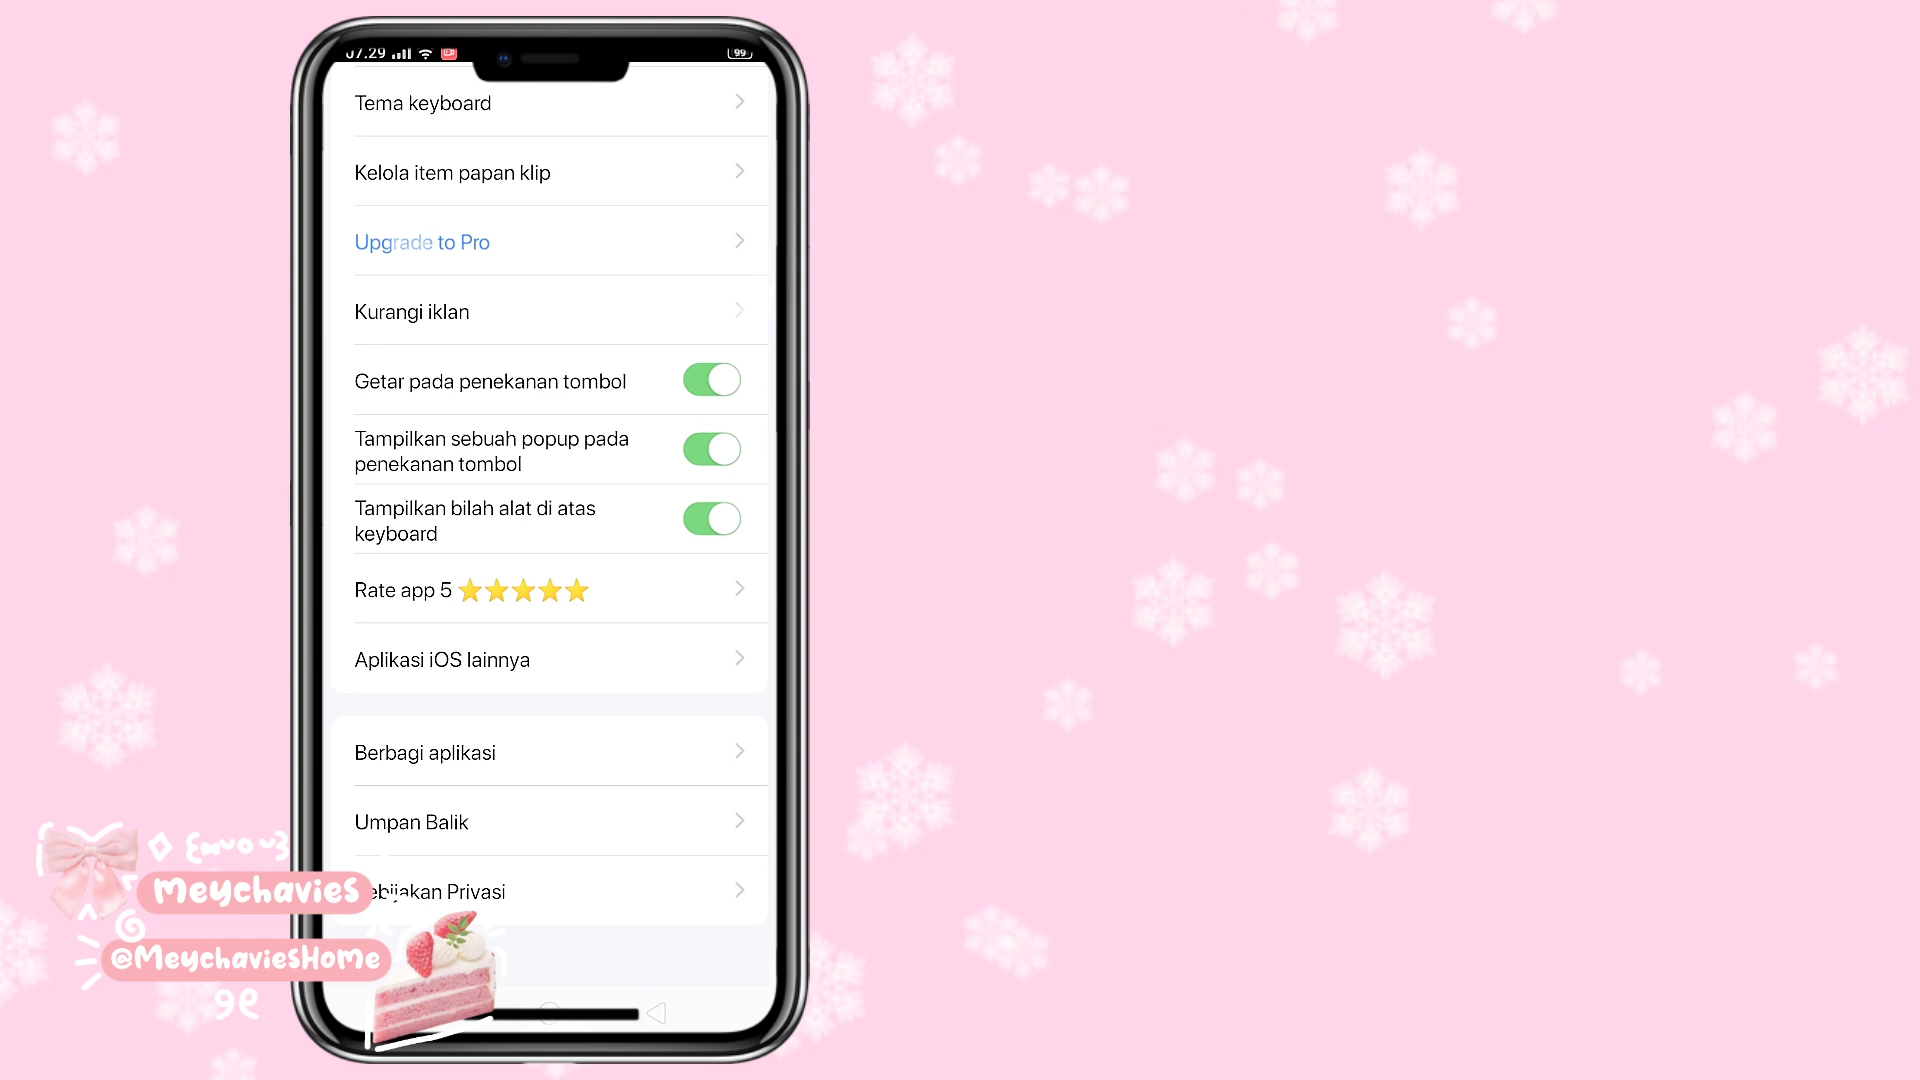 07.29
99
Tema keyboard
Kelola item papan klip
Upgrade to Pro
Kurangi iklan
Getar pada penekanan tombol
Tampilkan sebuah popup pada
penekanan tombol
Tampilkan bilah alat di atas
keyboard
Rate app 5 ⭐⭐⭐⭐⭐
Aplikasi iOS lainnya
Berbagi aplikasi
Umpan Balik
ebijakan Privasi
Meychavies
@MeychaviesHome